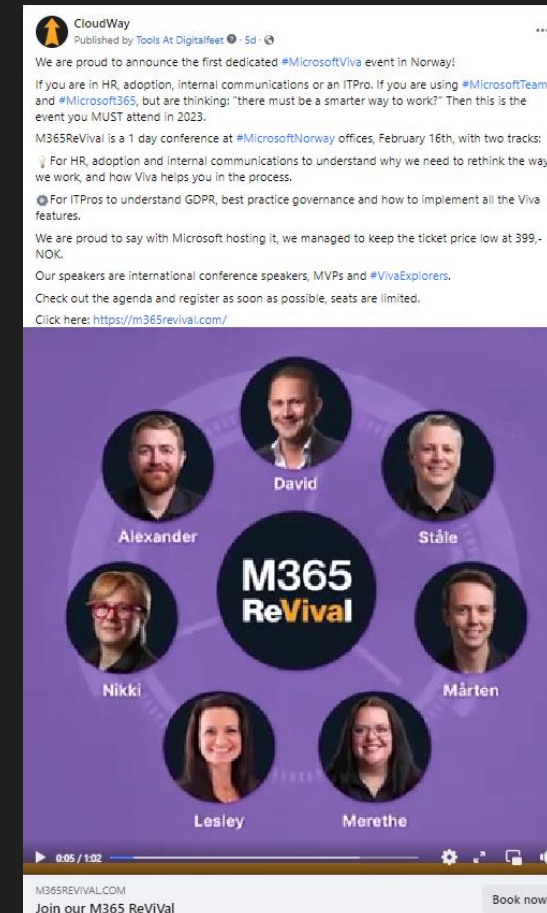 CloudWay
Published by Tools At Digitalfeet · 5d ·
We are proud to announce the first dedicated #MicrosoftViva event in Norway!
If you are in HR, adoption, internal communications or an ITPro. If you are using #MicrosoftTeam
and #Microsoft365, but are thinking: "there must be a smarter way to work?" Then this is the
event you MUST attend in 2023.
M365ReVival is a 1 day conference at #MicrosoftNorway offices, February 16th, with two tracks:
For HR, adoption and internal communications to understand why we need to rethink the way
we work, and how Viva helps you in the process.
For ITPros to understand GDPR, best practice governance and how to implement all the Viva
features.
We are proud to say with Microsoft hosting it, we managed to keep the ticket price low at 399,-
NOK.
Our speakers are international conference speakers, MVPs and #VivaExplorers.
Check out the agenda and register as soon as possible, seats are limited.
Click here: https://m365revival.com/
David
Alexander
Ståle
M365
ReVival
Nikki
Mårten
Lesley
Merethe
0:05 / 1:02
M365REVIVAL.COM
Join our M365 ReViVal
Book now